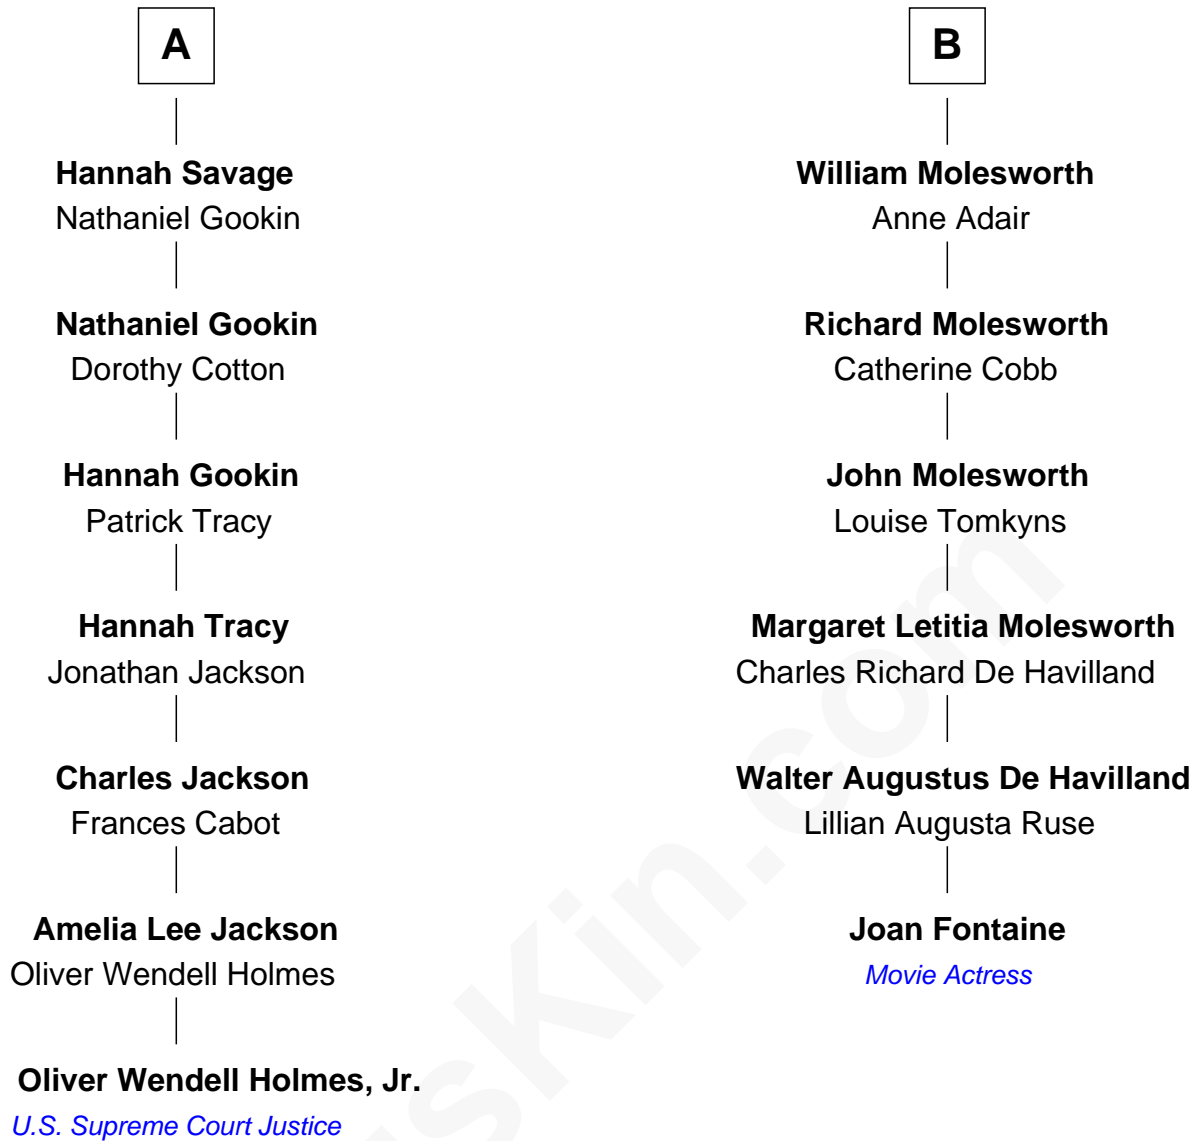 A
Hannah Savage
Nathaniel Gookin
Nathaniel Gookin
Dorothy Cotton
Hannah Gookin
Patrick Tracy
Hannah Tracy
Jonathan Jackson
Charles Jackson
Frances Cabot
Amelia Lee Jackson
Oliver Wendell Holmes
Oliver Wendell Holmes, Jr.
U.S. Supreme Court Justice
B
William Molesworth
Anne Adair
Richard Molesworth
Catherine Cobb
John Molesworth
Louise Tomkyns
Margaret Letitia Molesworth
Charles Richard De Havilland
Walter Augustus De Havilland
Lillian Augusta Ruse
Joan Fontaine
Movie Actress